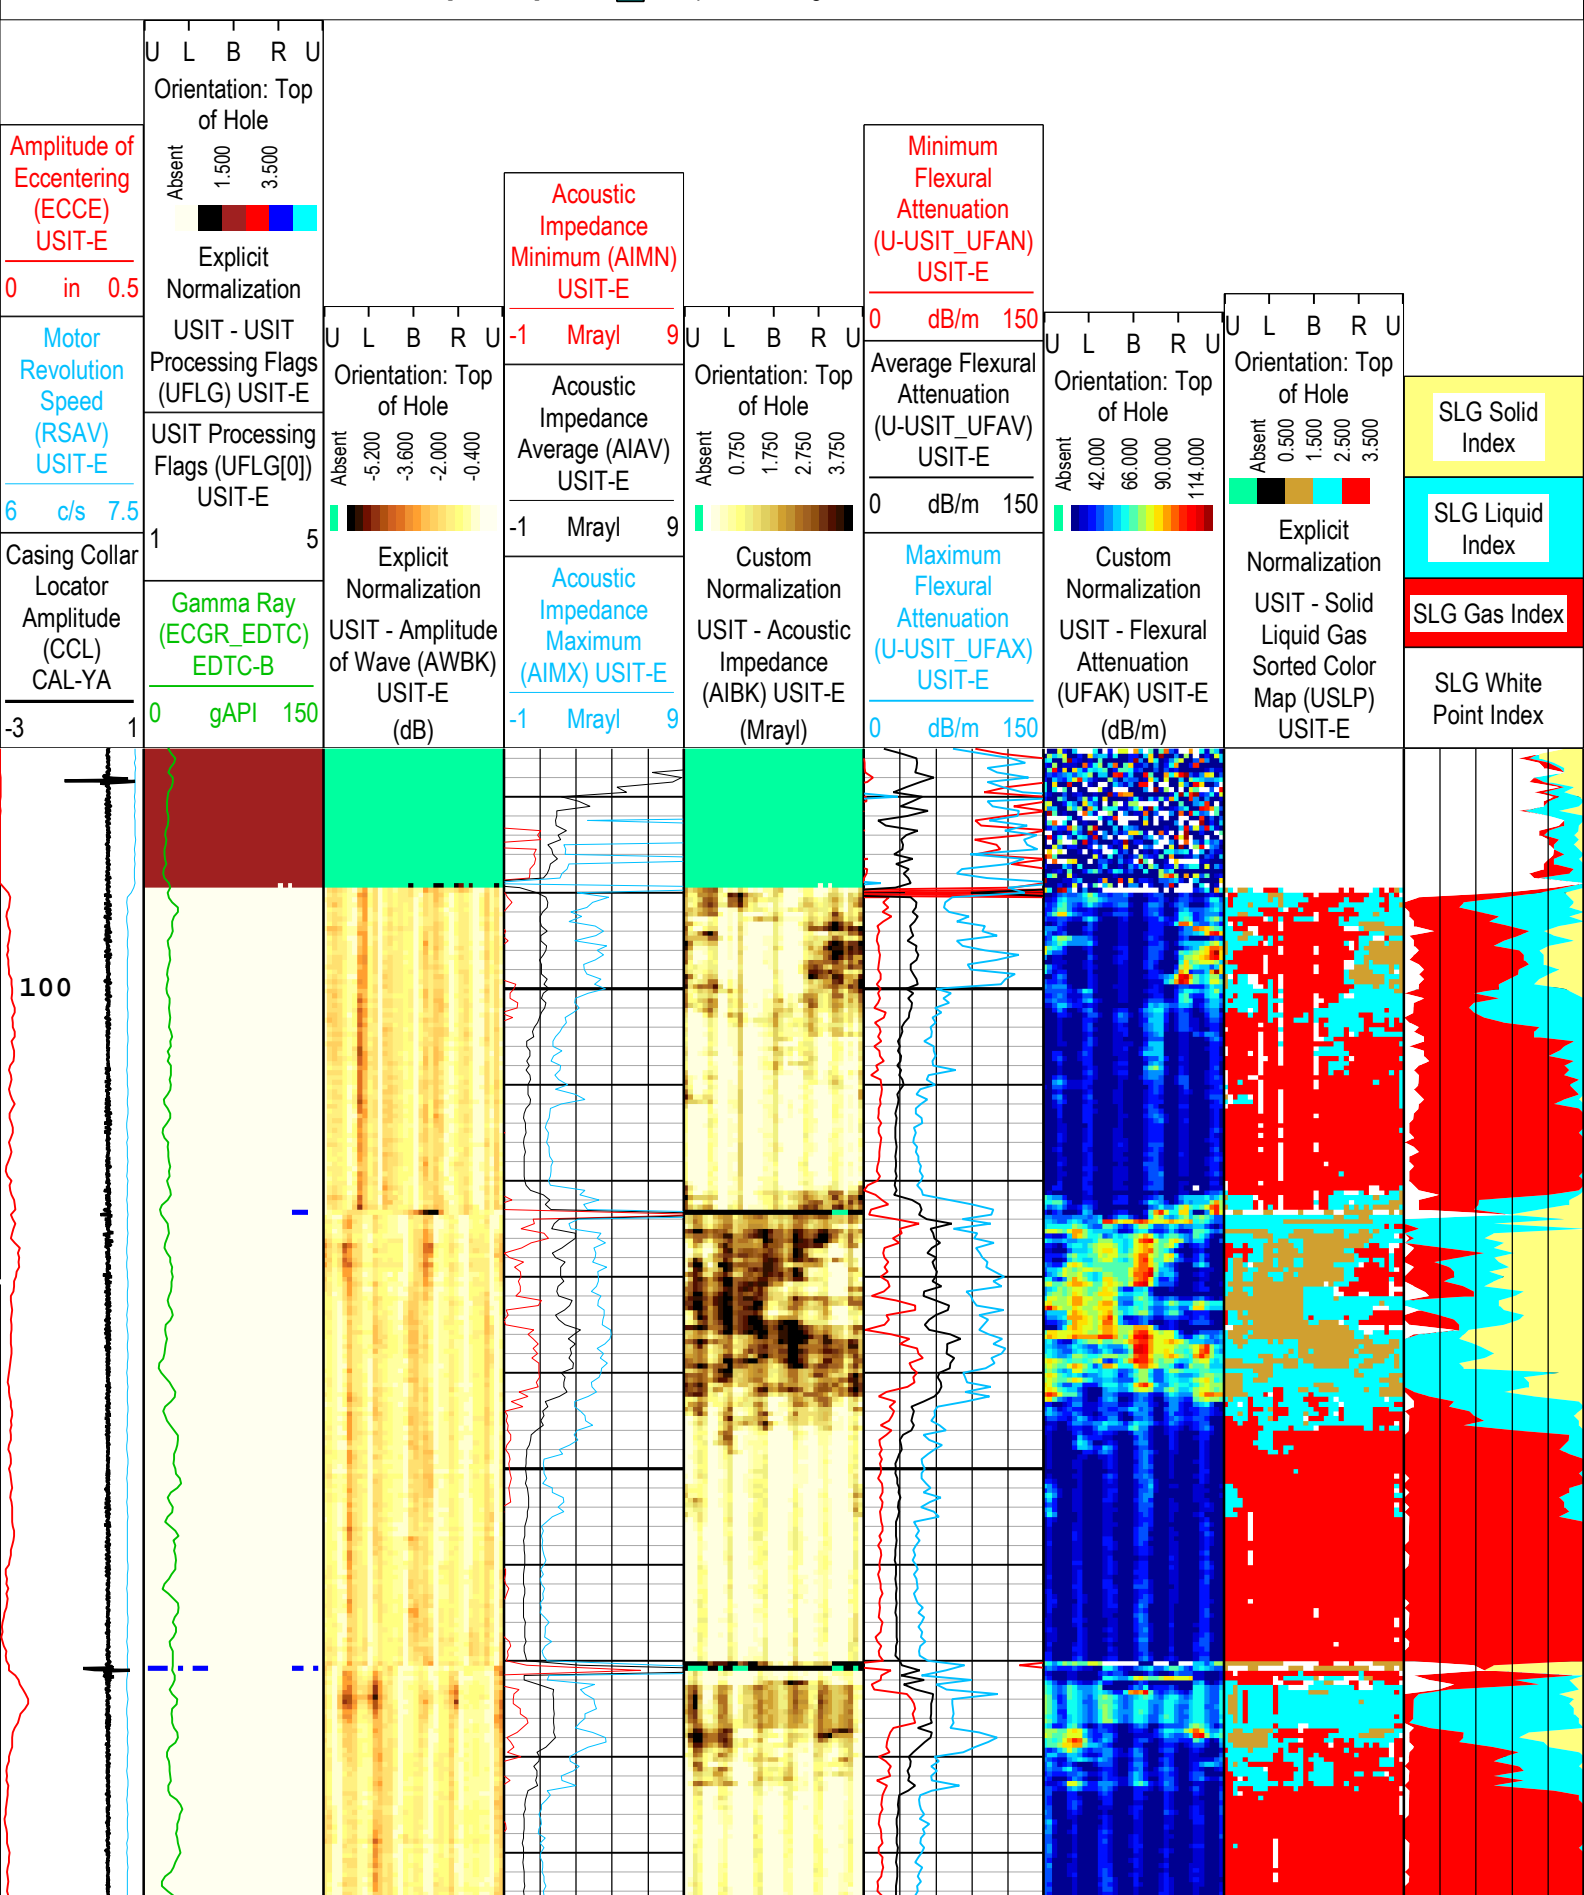 Amplitude of
Eccentering
(ECCE)
USIT-E
0 in 0.5
Motor
Revolution
Speed
(RSAV)
USIT-E
6 c/s 7.5
Casing Collar
Locator
Amplitude
(CCL)
CAL-YA
-3 1
U L B R U
Orientation: Top
of Hole
Absent
1.500
3.500
Explicit
Normalization
USIT - USIT
Processing Flags
(UFLG) USIT-E
USIT Processing
Flags (UFLG[0])
USIT-E
1 5
Gamma Ray
(ECGR_EDTC)
EDTC-B
0 gAPI 150
U L B R U
Orientation: Top
of Hole
Absent
-5.200
-3.600
-2.000
-0.400
Explicit
Normalization
USIT - Amplitude
of Wave (AWBK)
USIT-E
(dB)
Acoustic
Impedance
Minimum (AIMN)
USIT-E
-1 Mrayl 9
Acoustic
Impedance
Average (AIAV)
USIT-E
-1 Mrayl 9
Acoustic
Impedance
Maximum
(AIMX) USIT-E
-1 Mrayl 9
U L B R U
Orientation: Top
of Hole
Absent
0.750
1.750
2.750
3.750
Custom
Normalization
USIT - Acoustic
Impedance
(AIBK) USIT-E
(Mrayl)
Minimum
Flexural
Attenuation
(U-USIT_UFAN)
USIT-E
0 dB/m 150
Average Flexural
Attenuation
(U-USIT_UFAV)
USIT-E
0 dB/m 150
Maximum
Flexural
Attenuation
(U-USIT_UFAX)
USIT-E
0 dB/m 150
U L B R U
Orientation: Top
of Hole
Absent
42.000
66.000
90.000
114.000
Custom
Normalization
USIT - Flexural
Attenuation
(UFAK) USIT-E
(dB/m)
U L B R U
Orientation: Top
of Hole
Absent
0.500
1.500
2.500
3.500
Explicit
Normalization
USIT - Solid
Liquid Gas
Sorted Color
Map (USLP)
USIT-E
SLG Solid
Index
SLG Liquid
Index
SLG Gas Index
SLG White
Point Index
100